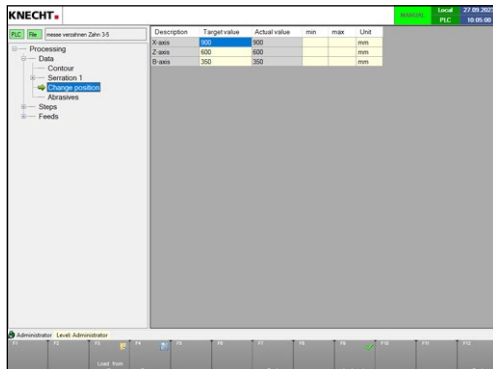 KNECHT.
MANUAL
Local
PLC
27.09.202
10:05:00
PLC File messe verzahnen Zahn 3-5
Processing
Data
Contour
Serration 1
Change position
Abrasives
Steps
Feeds
Description Target value Actual value min max Unit
X-axis 900 900 mm
Z-axis 600 600 mm
B-axis 350 350 mm
Administrator Level: Administrator
F1 F2 F3 F4 F5 F6 F7 F8 F9 F10 F11 F12
Load from